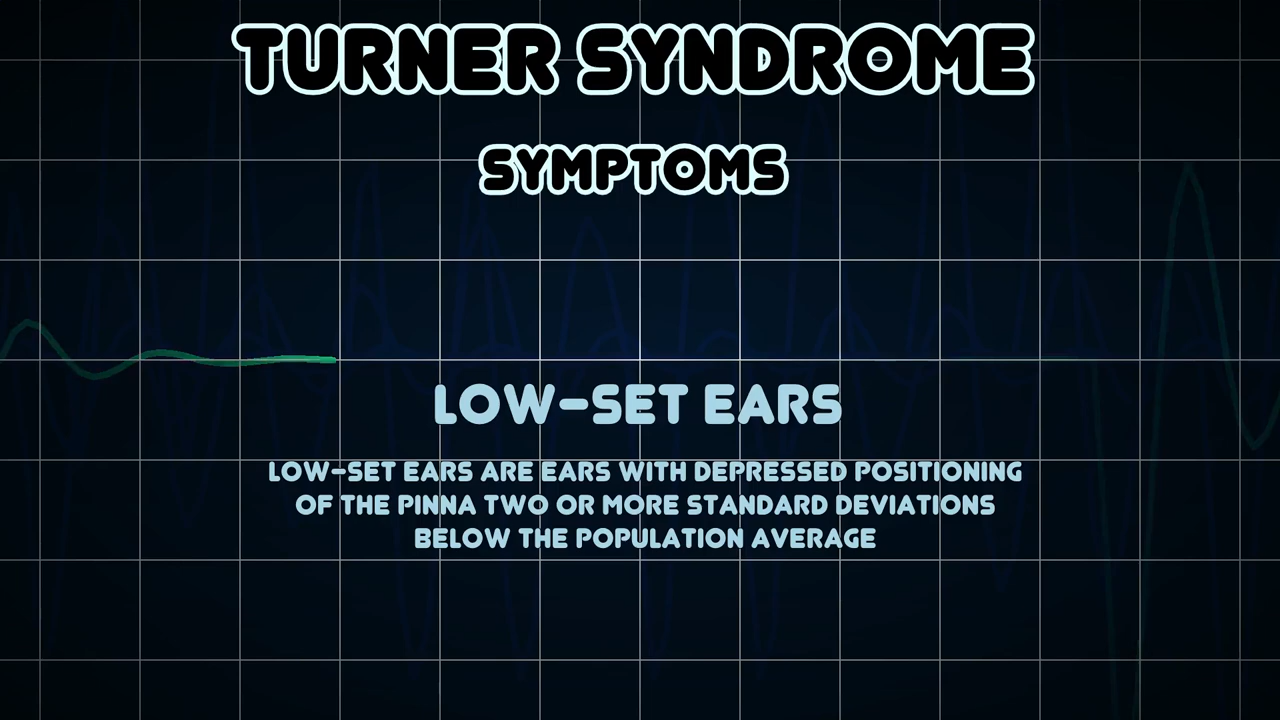 TURNER SYNDROME
SYMPTOMS
LOW-SET EARS
LOW-SET EARS ARE EARS WITH DEPRESSED POSITIONING
OF THE PINNA TWO OR MORE STANDARD DEVIATIONS
BELOW THE POPULATION AVERAGE